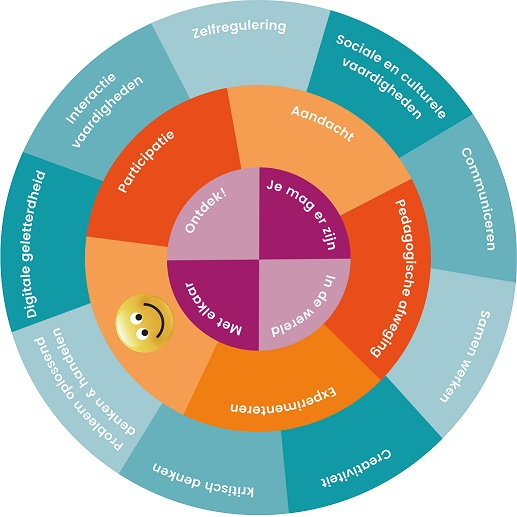 Zelfregulering
Sociale en culturele
vaardigheden
Communiceren
Samen werken
Creativiteit
kritisch denken
Probleem oplossend
denken & handelen
Digitale geletterdheid
Interactie
vaardigheden
Aandacht
Pedagogische afweging
Experimenteren
Participatie
Je mag er zijn
In de wereld
Met elkaar
Ontdek!